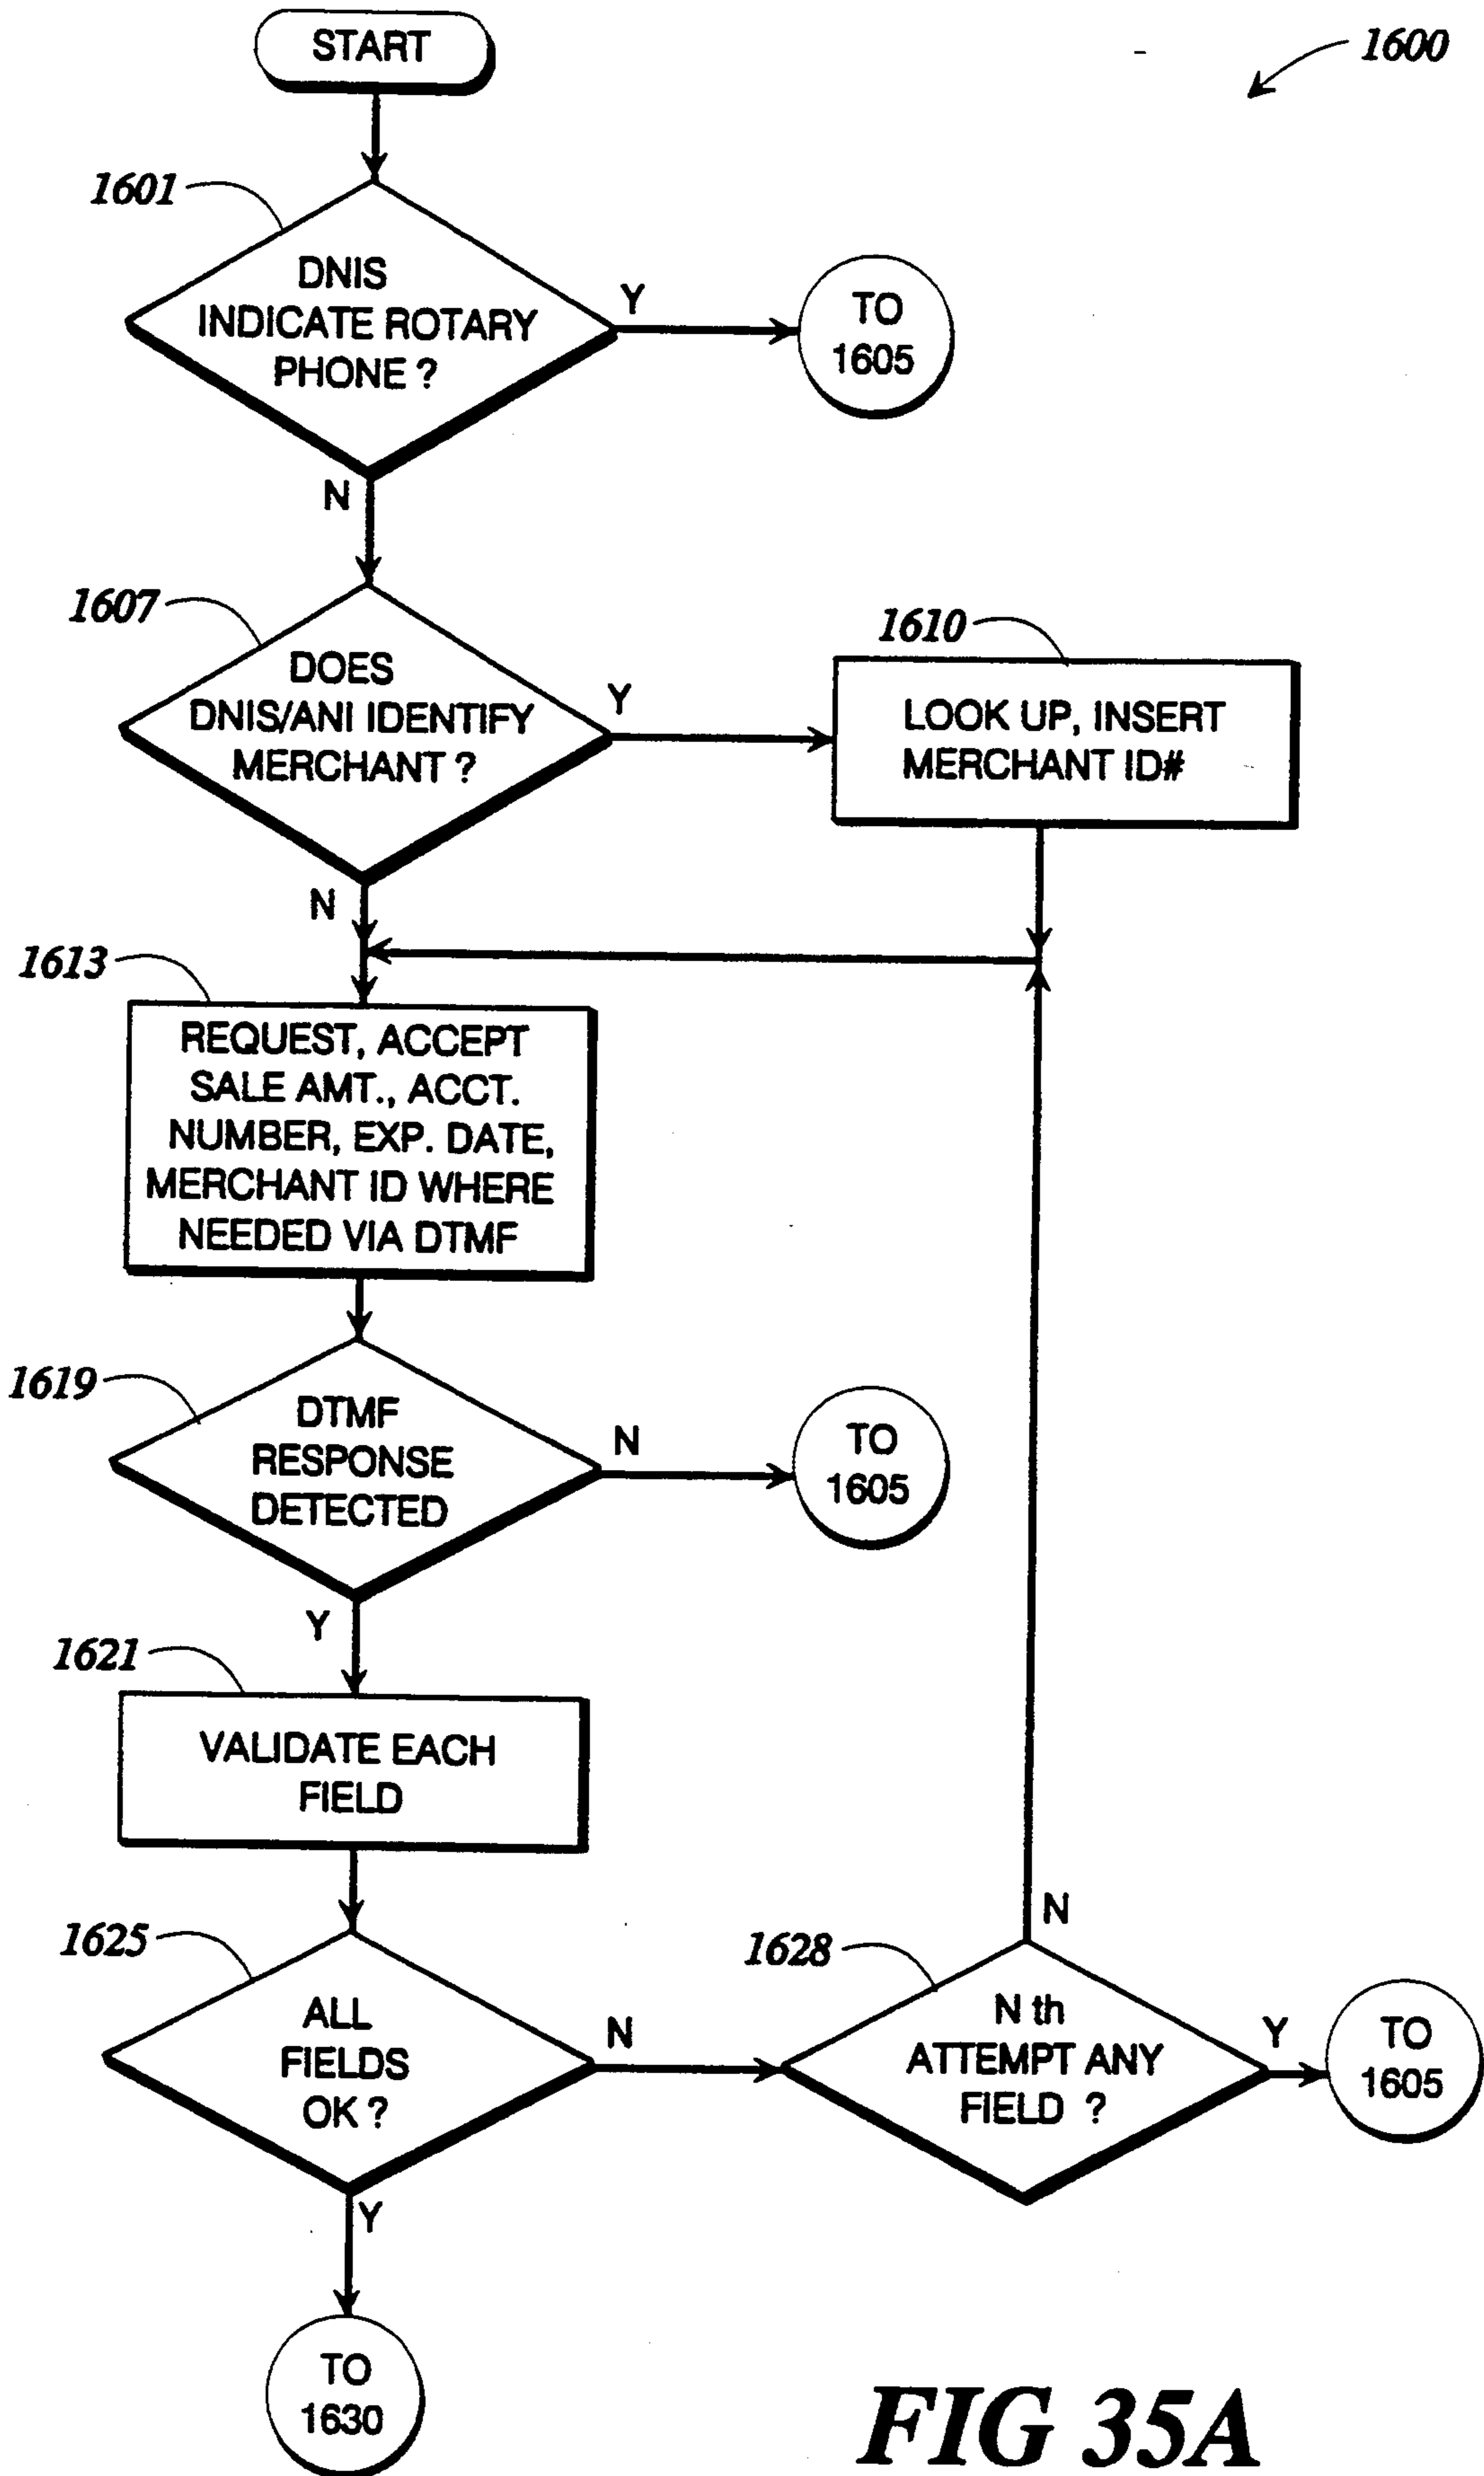 START
1600
1601
DNIS
INDICATE ROTARY
PHONE ?
Y
TO
1605
N
1607
DOES
DNIS/ANI IDENTIFY
MERCHANT ?
Y
1610
LOOK UP, INSERT
MERCHANT ID#
N
1613
REQUEST, ACCEPT
SALE AMT., ACCT.
NUMBER, EXP. DATE,
MERCHANT ID WHERE
NEEDED VIA DTMF
1619
DTMF
RESPONSE
DETECTED
N
TO
1605
Y
1621
VALIDATE EACH
FIELD
1625
ALL
FIELDS
OK ?
N
1628
N th
ATTEMPT ANY
FIELD ?
N
Y
TO
1605
Y
TO
1630
FIG 35A